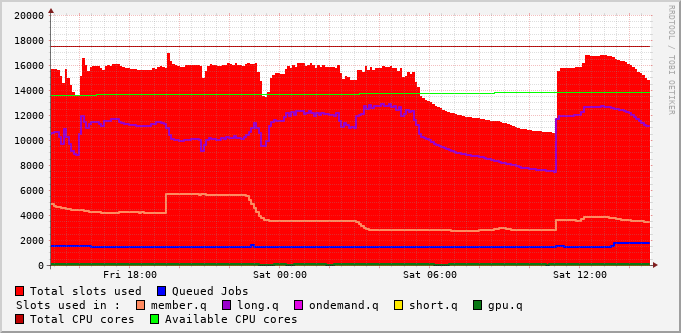 20000
18000
16000
14000
12000
10000
8000
6000
4000
2000
0
Fri 18:00 Sat 00:00 Sat 06:00 Sat 12:00
RRDTOOL / TOBI OETIKER
Total slots used Queued Jobs
Slots used in : member.q long.q ondemand.q short.q gpu.q
Total CPU cores Available CPU cores